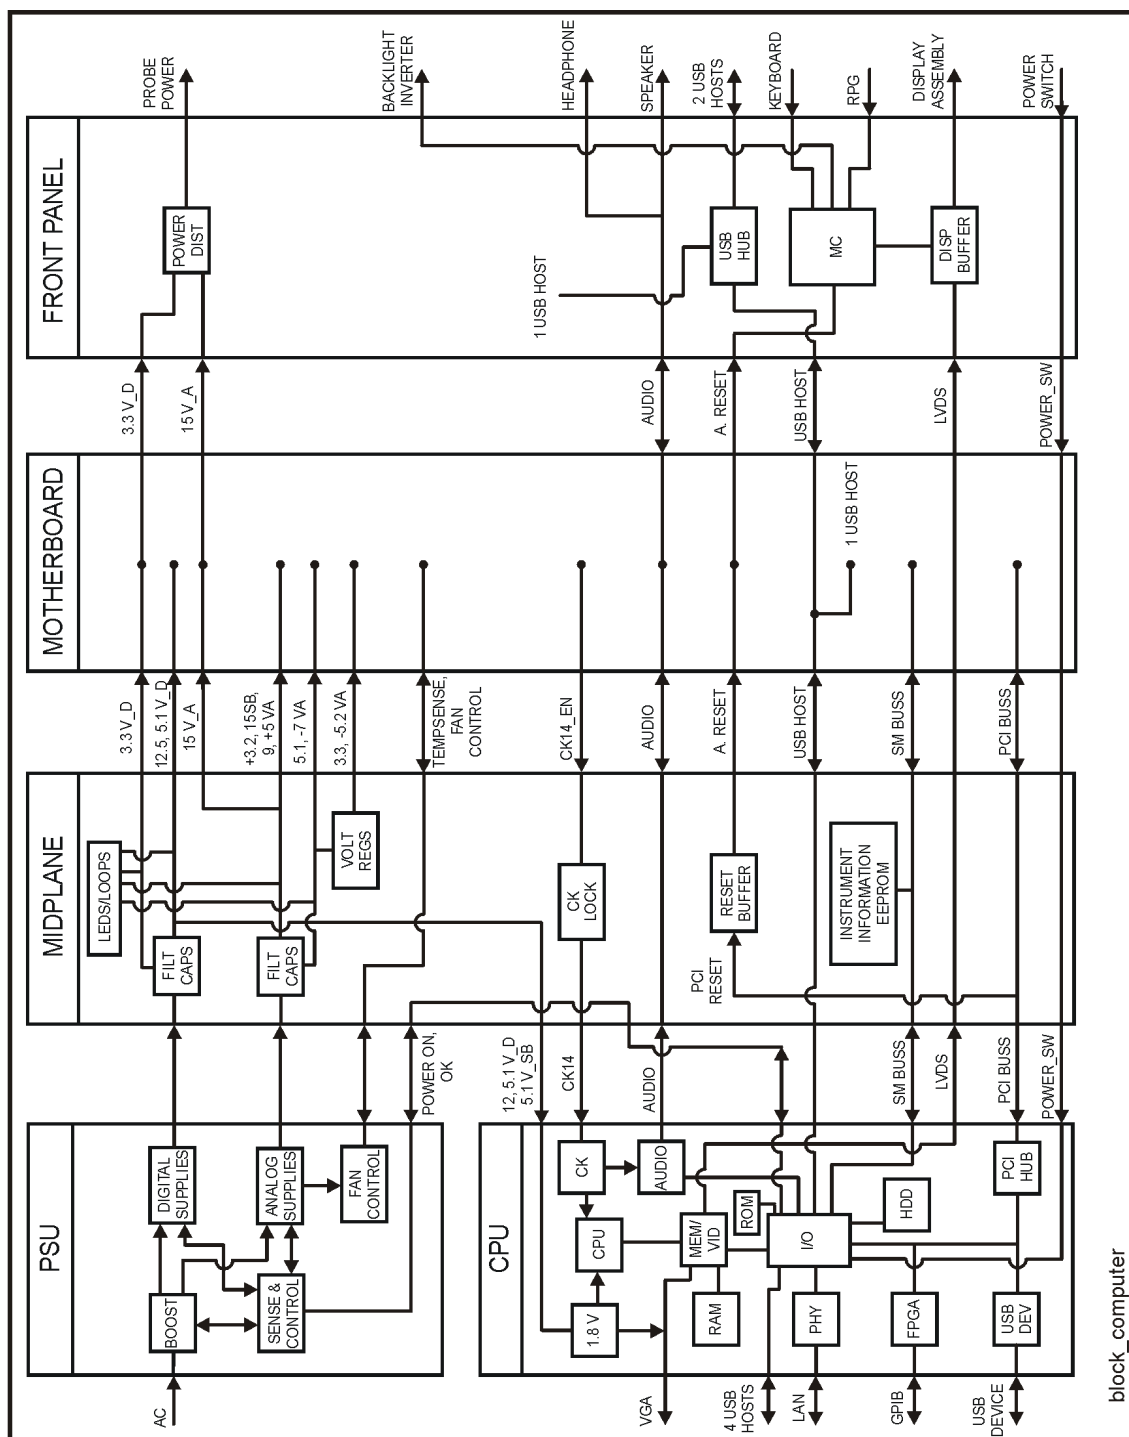 PROBE
POWER
BACKLIGHT
INVERTER
HEADPHONE
SPEAKER
2 USB
HOSTS
KEYBOARD
RPG
DISPLAY
ASSEMBLY
POWER
SWITCH
FRONT PANEL
POWER
DIST
1 USB HOST
USB
HUB
MC
DISP
BUFFER
3.3 V_D
15 V_A
AUDIO
A. RESET
USB HOST
LVDS
POWER_SW
MOTHERBOARD
1 USB HOST
3.3 V_D
12.5, 5.1 V_D
15 V_A
+3.2, 15SB,
9, +5 VA
5.1, -7 VA
3.3, -5.2 VA
TEMPSENSE,
FAN
CONTROL
CK14_EN
AUDIO
A. RESET
USB HOST
SM BUSS
PCI BUSS
MIDPLANE
LEDS/LOOPS
FILT
CAPS
FILT
CAPS
VOLT
REGS
CK
LOCK
RESET
BUFFER
PCI
RESET
INSTRUMENT
INFORMATION
EEPROM
POWER ON,
OK
12, 5.1 V_D
5.1 V_SB
CK14
AUDIO
SM BUSS
LVDS
PCI BUSS
POWER_SW
PSU
DIGITAL
SUPPLIES
ANALOG
SUPPLIES
FAN
CONTROL
BOOST
SENSE &
CONTROL
AC
CPU
CK
AUDIO
CPU
1.8 V
MEM/
VID
RAM
ROM
I/O
PHY
HDD
FPGA
PCI
HUB
USB
DEV
VGA
4 USB
HOSTS
LAN
GPIB
USB
DEVICE
block_computer